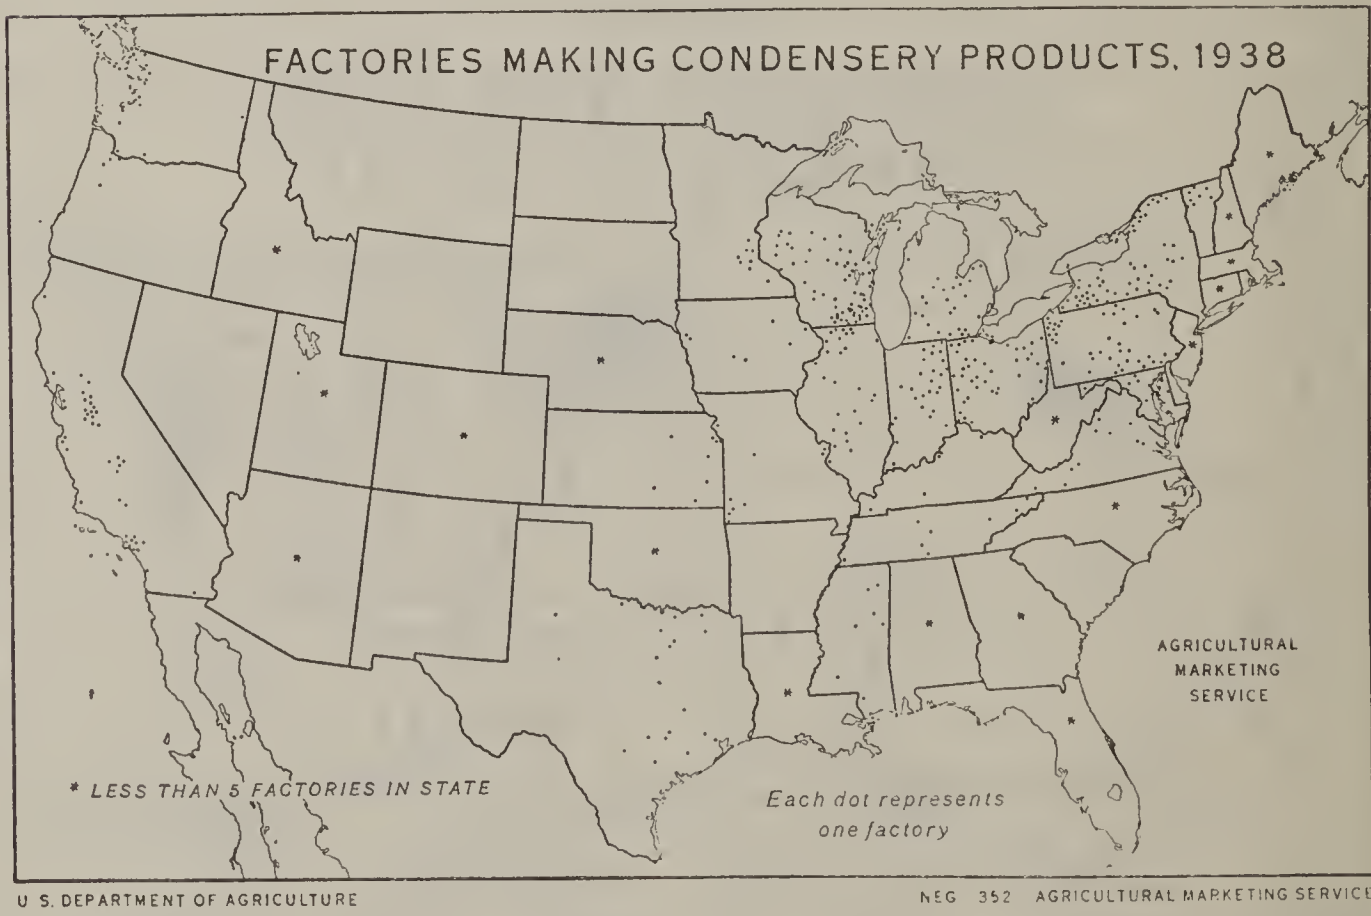 FACTORIES MAKING CONDENSERY PRODUCTS, 1938
AGRICULTURAL
MARKETING
SERVICE
* LESS THAN 5 FACTORIES IN STATE
Each dot represents
one factory
U S. DEPARTMENT OF AGRICULTURE
NEG 352 AGRICULTURAL MARKETING SERVICE